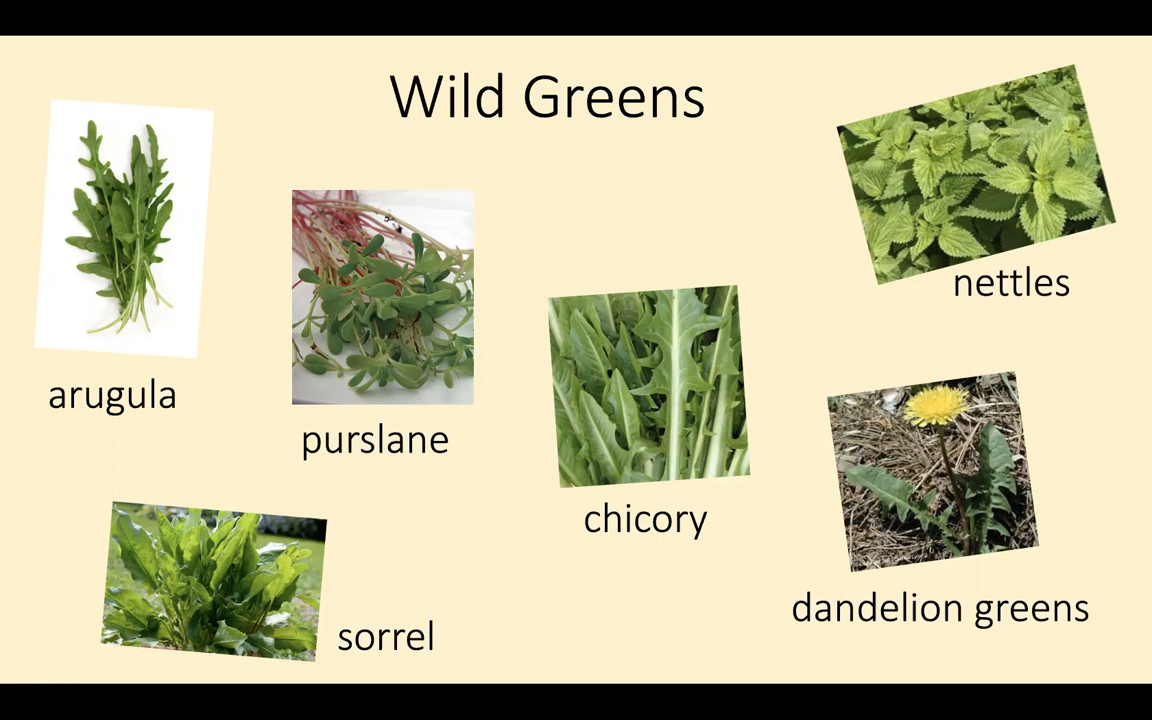 Wild Greens
arugula
purslane
chicory
nettles
sorrel
dandelion greens